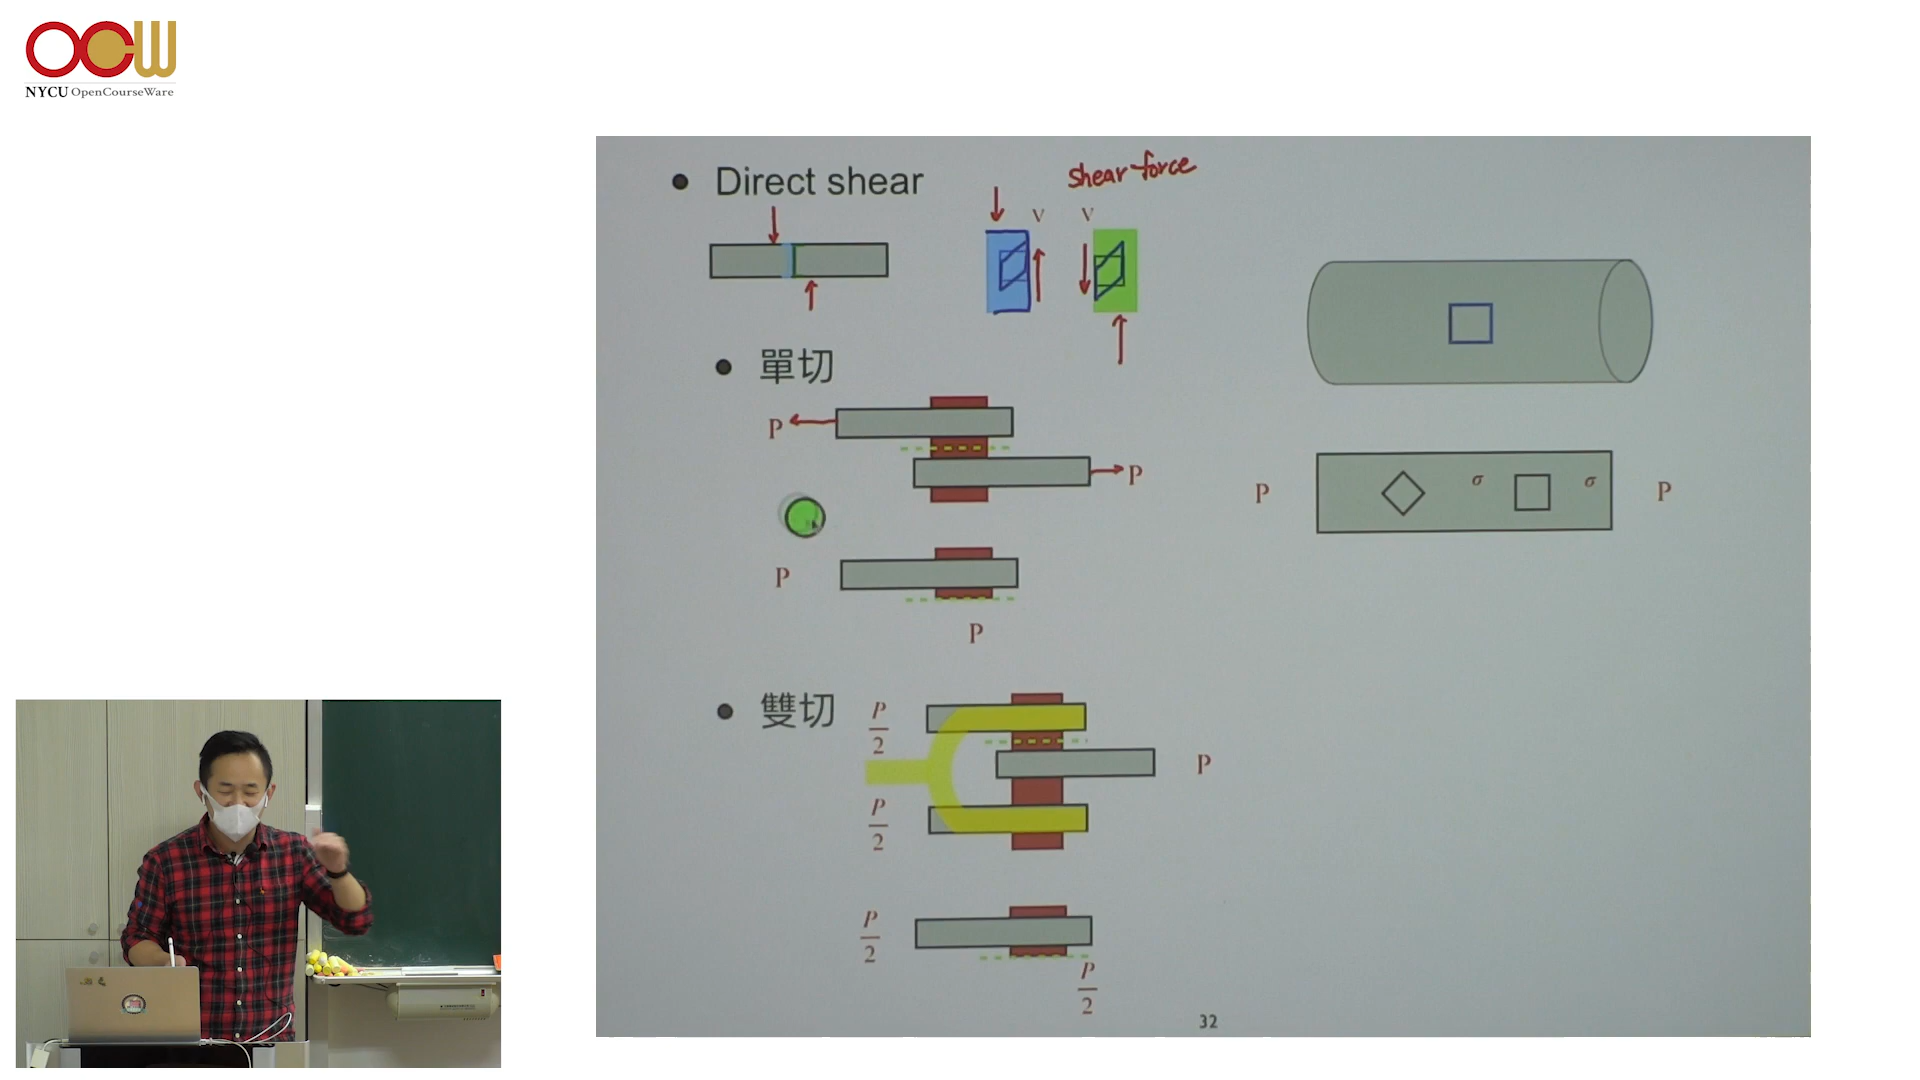 OCW
NYCU OpenCourseWare
Direct shear
shear force
V
V
單切
P
P
P
P
P
σ
σ
P
雙切
P
2
P
2
P
P
2
P
2
32